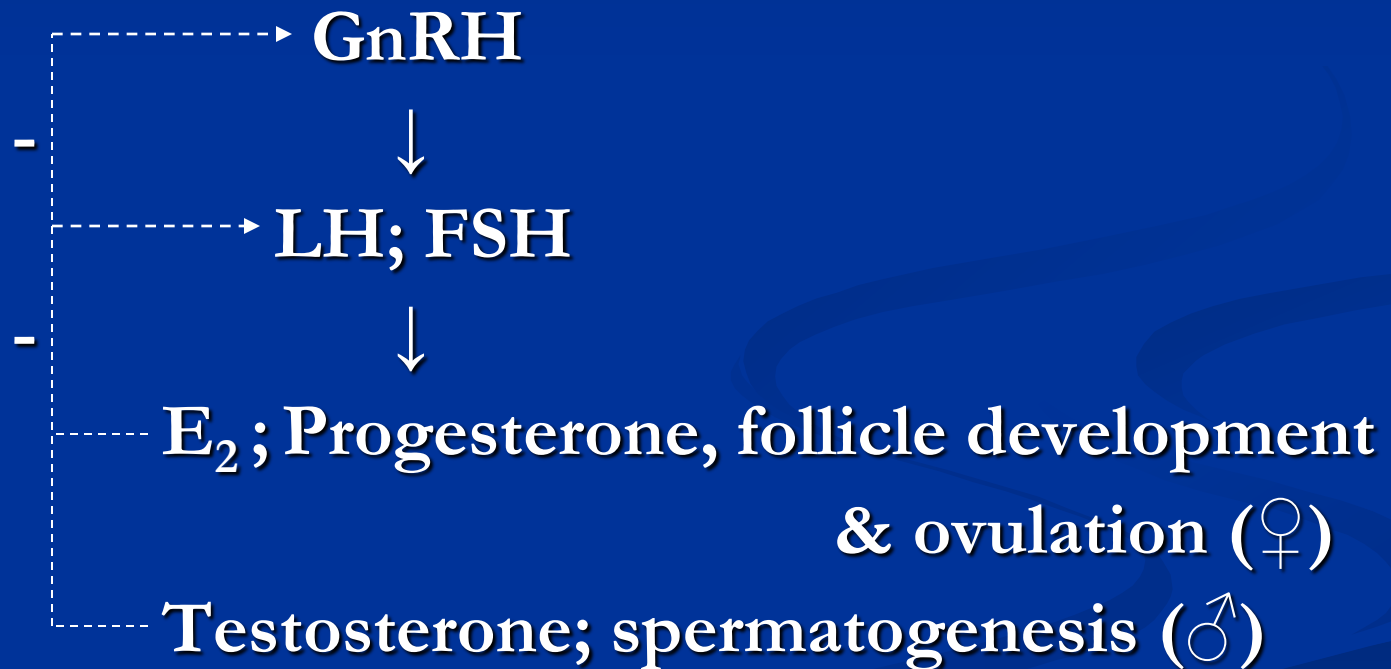 GnRH
↓
-
LH; FSH
↓
-
E₂ ; Progesterone, follicle development
& ovulation (♀)
Testosterone; spermatogenesis (♂)